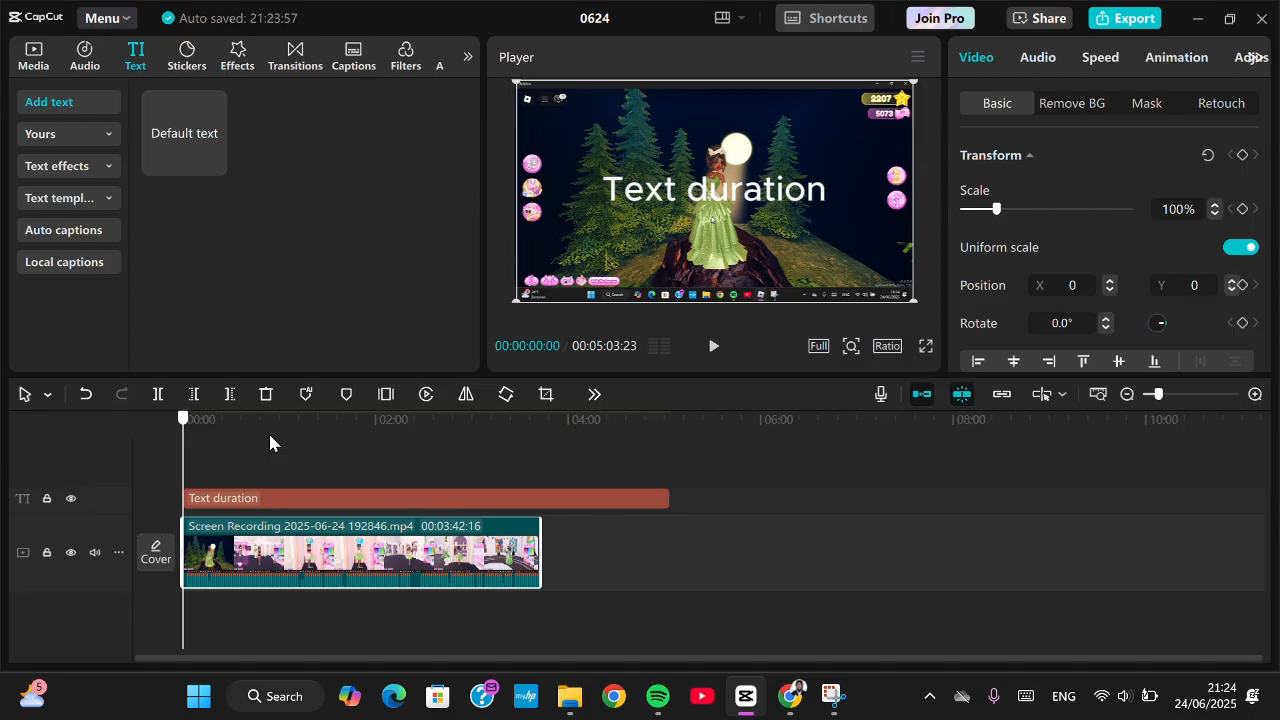 CapCut
Menu
Auto saved: 21:23:57
0624
Shortcuts
Join Pro
Share
Export
Media
Audio
Text
Stickers
Effects
Transitions
Captions
Filters
A
Add text
Yours
Text effects
Text templ...
Auto captions
Local captions
Default text
Player
2207
5073
Text duration
00:00:00:00 / 00:05:03:23
Full
Ratio
Video
Audio
Speed
Animation
Basic
Remove BG
Mask
Retouch
Transform
Scale
100%
Uniform scale
Position
X 0
Y 0
Rotate
0.0°
00:00
02:00
04:00
06:00
08:00
10:00
TI
Text duration
Cover
Screen Recording 2025-06-24 192846.mp4 00:03:42:16
5
Search
myhp
ENG
21:24
/06/2025